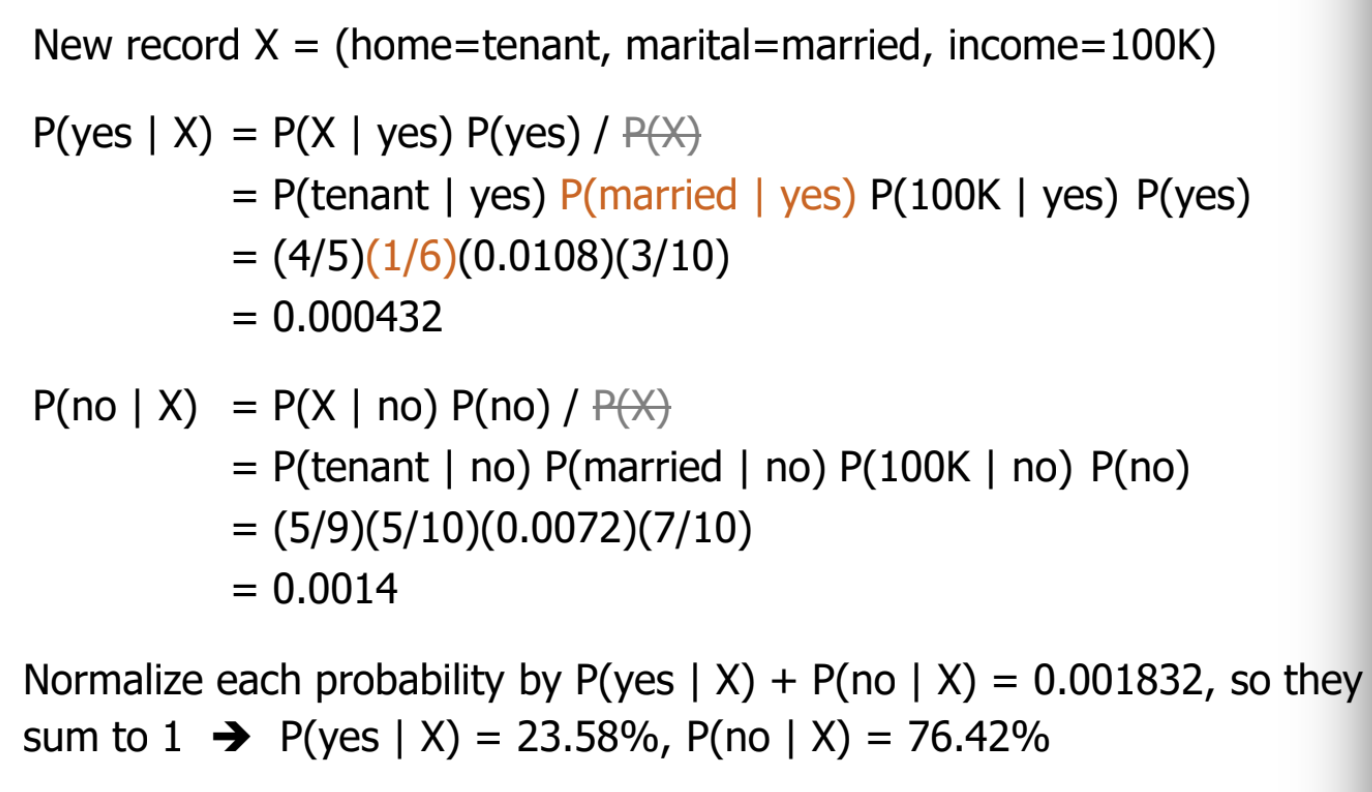 New record X = (home=tenant, marital=married, income=100K)
P(yes | X) = P(X | yes) P(yes) / P(X)
= P(tenant | yes) P(married | yes) P(100K | yes) P(yes)
= (4/5)(1/6)(0.0108)(3/10)
= 0.000432
P(no | X) = P(X | no) P(no) / P(X)
= P(tenant | no) P(married | no) P(100K | no) P(no)
= (5/9)(5/10)(0.0072)(7/10)
= 0.0014
Normalize each probability by P(yes | X) + P(no | X) = 0.001832, so they
sum to 1 ➔ P(yes | X) = 23.58%, P(no | X) = 76.42%